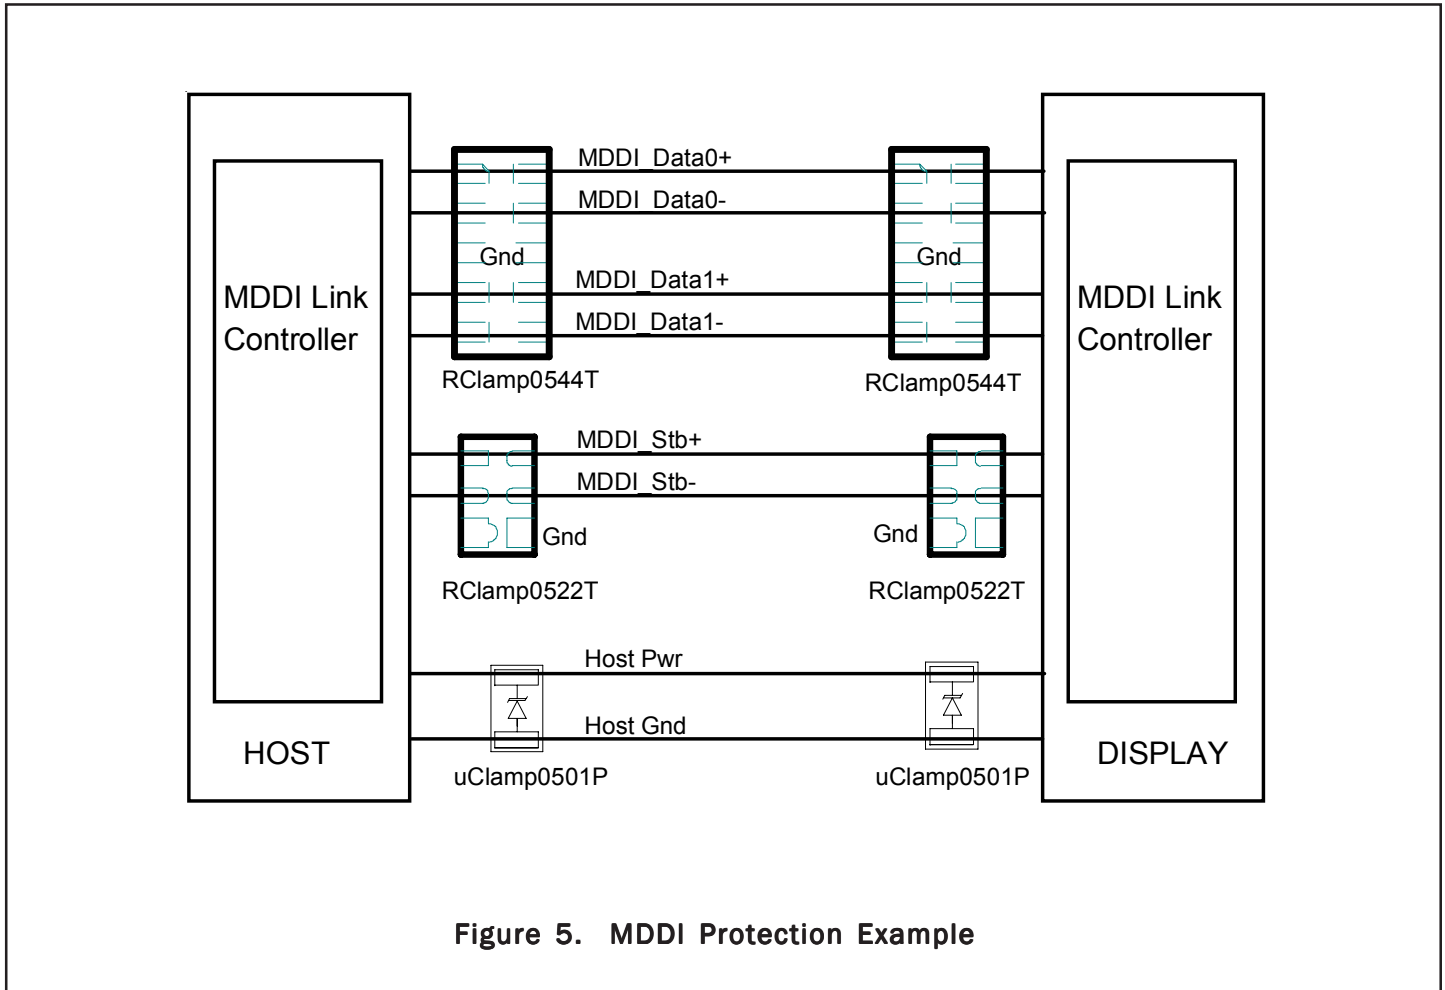 MDDI_Data0+
MDDI_Data0-
Gnd
Gnd
MDDI_Data1+
MDDI_Data1-
MDDI Link
Controller
MDDI Link
Controller
RClamp0544T
RClamp0544T
MDDI_Stb+
MDDI_Stb-
Gnd
Gnd
RClamp0522T
RClamp0522T
Host Pwr
Host Gnd
HOST
DISPLAY
uClamp0501P
uClamp0501P
Figure 5. MDDI Protection Example